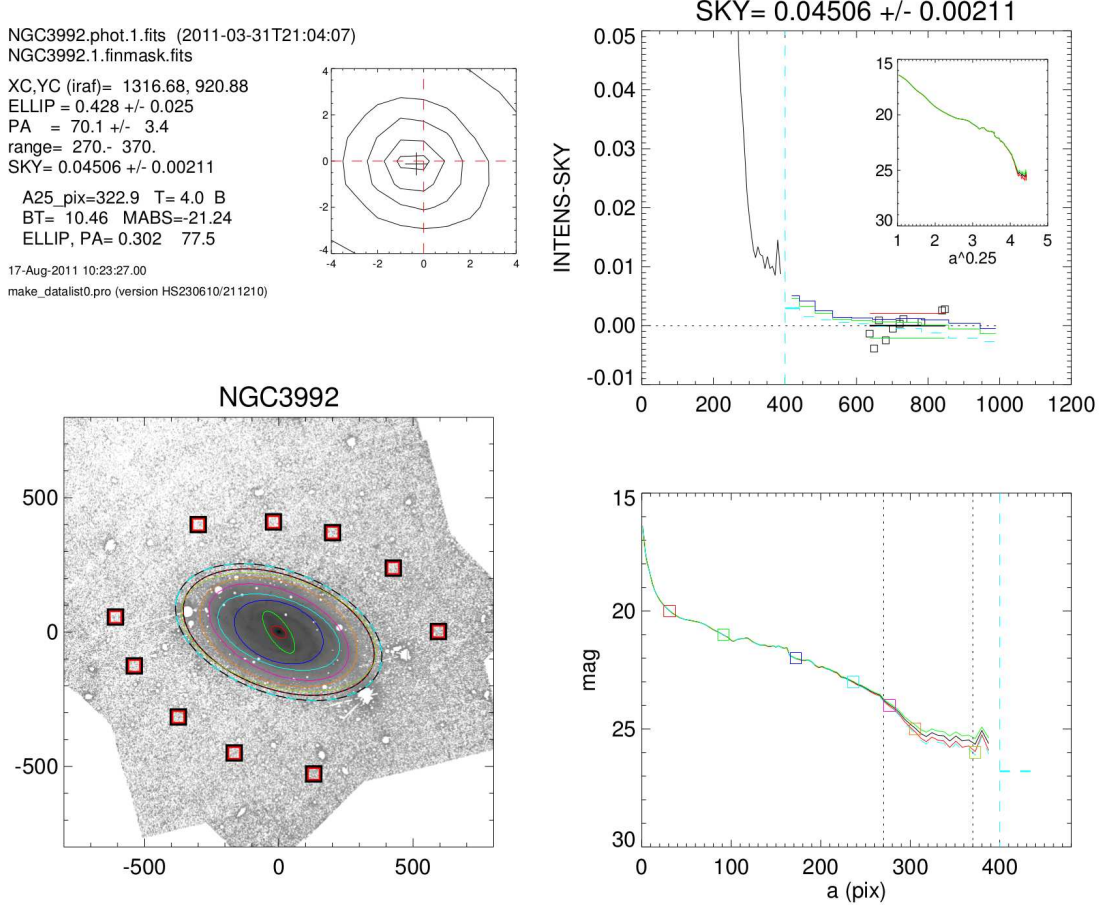 NGC3992.phot.1.fits (2011-03-31T21:04:07)
NGC3992.1.finmask.fits
XC,YC (iraf)= 1316.68, 920.88
ELLIP = 0.428 +/- 0.025
PA = 70.1 +/- 3.4
range= 270.- 370.
SKY= 0.04506 +/- 0.00211
A25_pix=322.9 T= 4.0 B
BT= 10.46 MABS=-21.24
ELLIP, PA= 0.302 77.5
17-Aug-2011 10:23:27.00
make_datalist0.pro (version HS230610/211210)
4
2
0
-2
-4
-4 -2 0 2 4
SKY= 0.04506 +/- 0.00211
INTENS-SKY
0.05
0.04
0.03
0.02
0.01
0.00
-0.01
0 200 400 600 800 1000 1200
15
20
25
30
1 2 3 4 5
a^0.25
NGC3992
500
0
-500
-500 0 500
mag
15
20
25
30
0 100 200 300 400
a (pix)